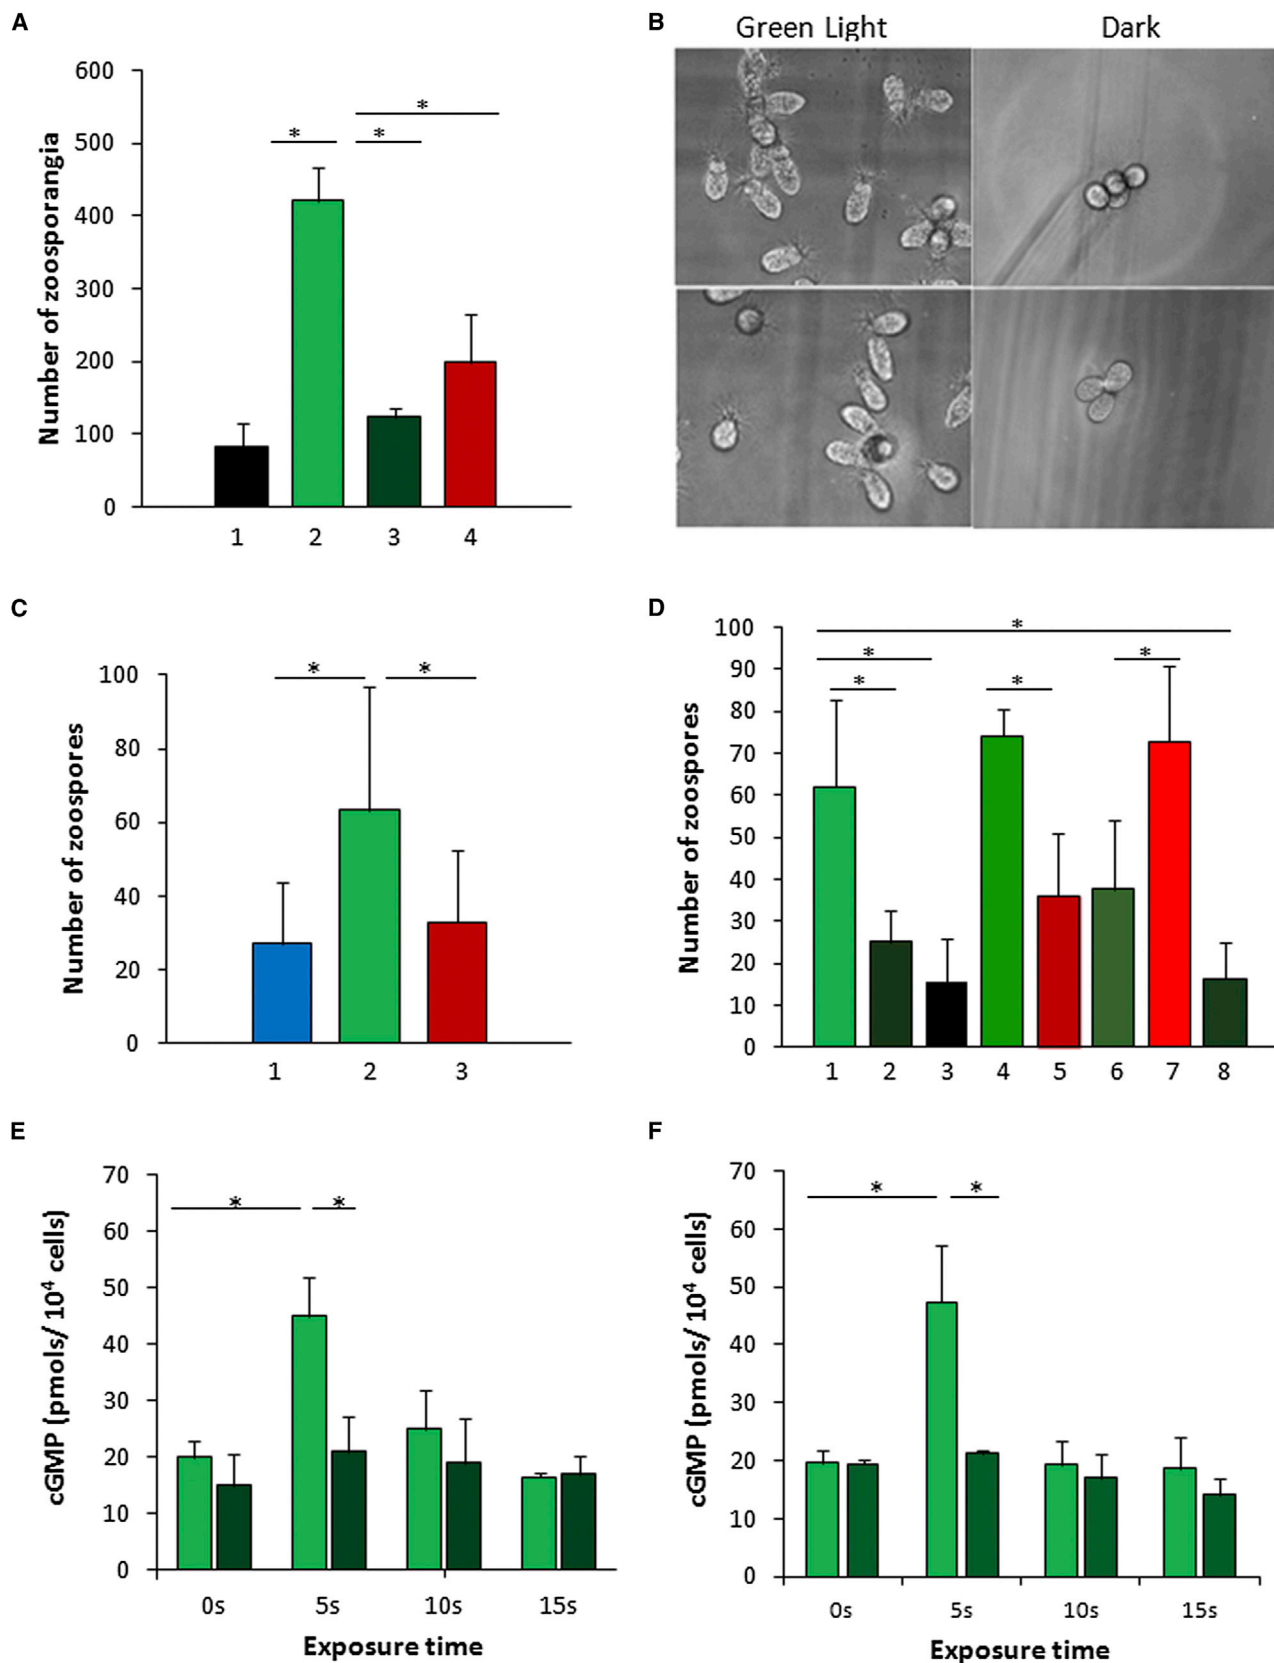 A
600
500
400
300
200
100
0
Number of zoosporangia
*
*
*
1 2 3 4
B
Green Light Dark
C
100
80
60
40
20
0
Number of zoospores
*
*
1 2 3
D
100
90
80
70
60
50
40
30
20
10
0
Number of zoospores
*
*
*
*
*
1 2 3 4 5 6 7 8
E
70
60
50
40
30
20
10
0
cGMP (pmols/ 10⁴ cells)
*
*
0s 5s 10s 15s
Exposure time
F
70
60
50
40
30
20
10
0
cGMP (pmols/ 10⁴ cells)
*
*
0s 5s 10s 15s
Exposure time